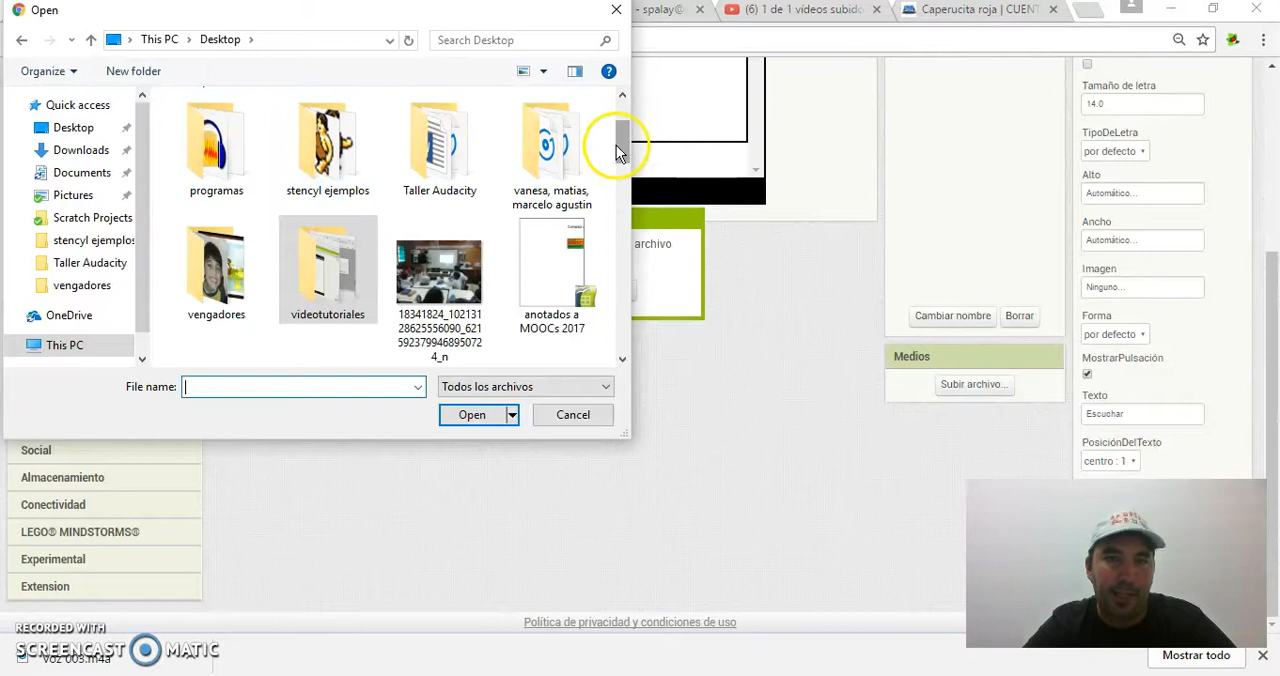 Open
- spalay@
(6) 1 de 1 vídeos subido
Caperucita roja | CUENT
This PC
Desktop
Search Desktop
Organize
New folder
Quick access
Desktop
Downloads
Documents
Pictures
Scratch Projects
stencyl ejemplos
Taller Audacity
vengadores
OneDrive
This PC
programas
stencyl ejemplos
Taller Audacity
vanesa, matias,
marcelo agustin
vengadores
videotutoriales
18341824_102131
28625556090_621
592379946895072
4_n
anotados a
MOOCs 2017
File name:
Todos los archivos
Open
Cancel
archivo
Tamaño de letra
14.0
TipoDeLetra
por defecto
Alto
Automático...
Ancho
Automático...
Imagen
Ninguno...
Forma
por defecto
MostrarPulsación
Texto
Escuchar
PosiciónDelTexto
centro : 1
Cambiar nombre
Borrar
Medios
Subir archivo...
Social
Almacenamiento
Conectividad
LEGO® MINDSTORMS®
Experimental
Extension
Política de privacidad y condiciones de uso
RECORDED WITH
SCREENCAST MATIC
Voz 003.m4a
Mostrar todo